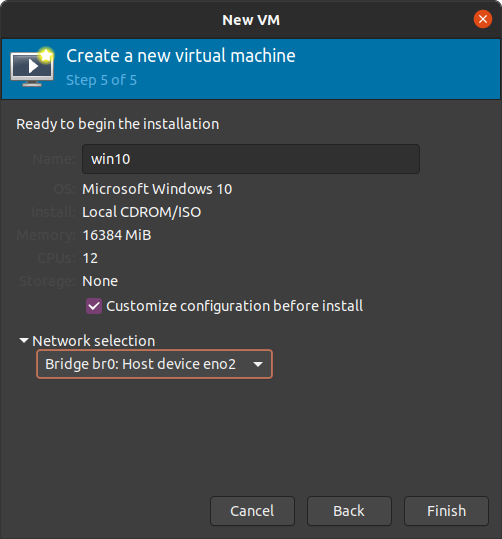 New VM
Create a new virtual machine
Step 5 of 5
Ready to begin the installation
Name: win10
OS: Microsoft Windows 10
Install: Local CDROM/ISO
Memory: 16384 MiB
CPUs: 12
Storage: None
Customize configuration before install
Network selection
Bridge br0: Host device eno2
Cancel Back Finish